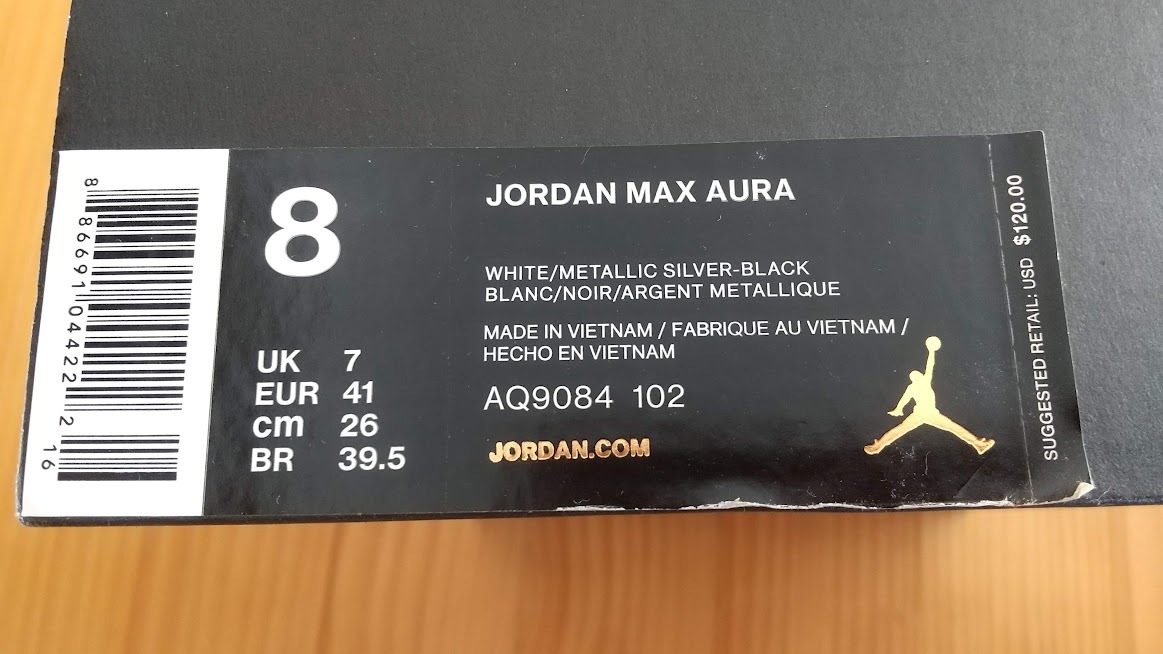 8 86691 04422 2
16
8
UK 7
EUR 41
cm 26
BR 39.5
JORDAN MAX AURA
WHITE/METALLIC SILVER-BLACK
BLANC/NOIR/ARGENT METALLIQUE
MADE IN VIETNAM / FABRIQUE AU VIETNAM /
HECHO EN VIETNAM
AQ9084 102
JORDAN.COM
SUGGESTED RETAIL: USD $120.00